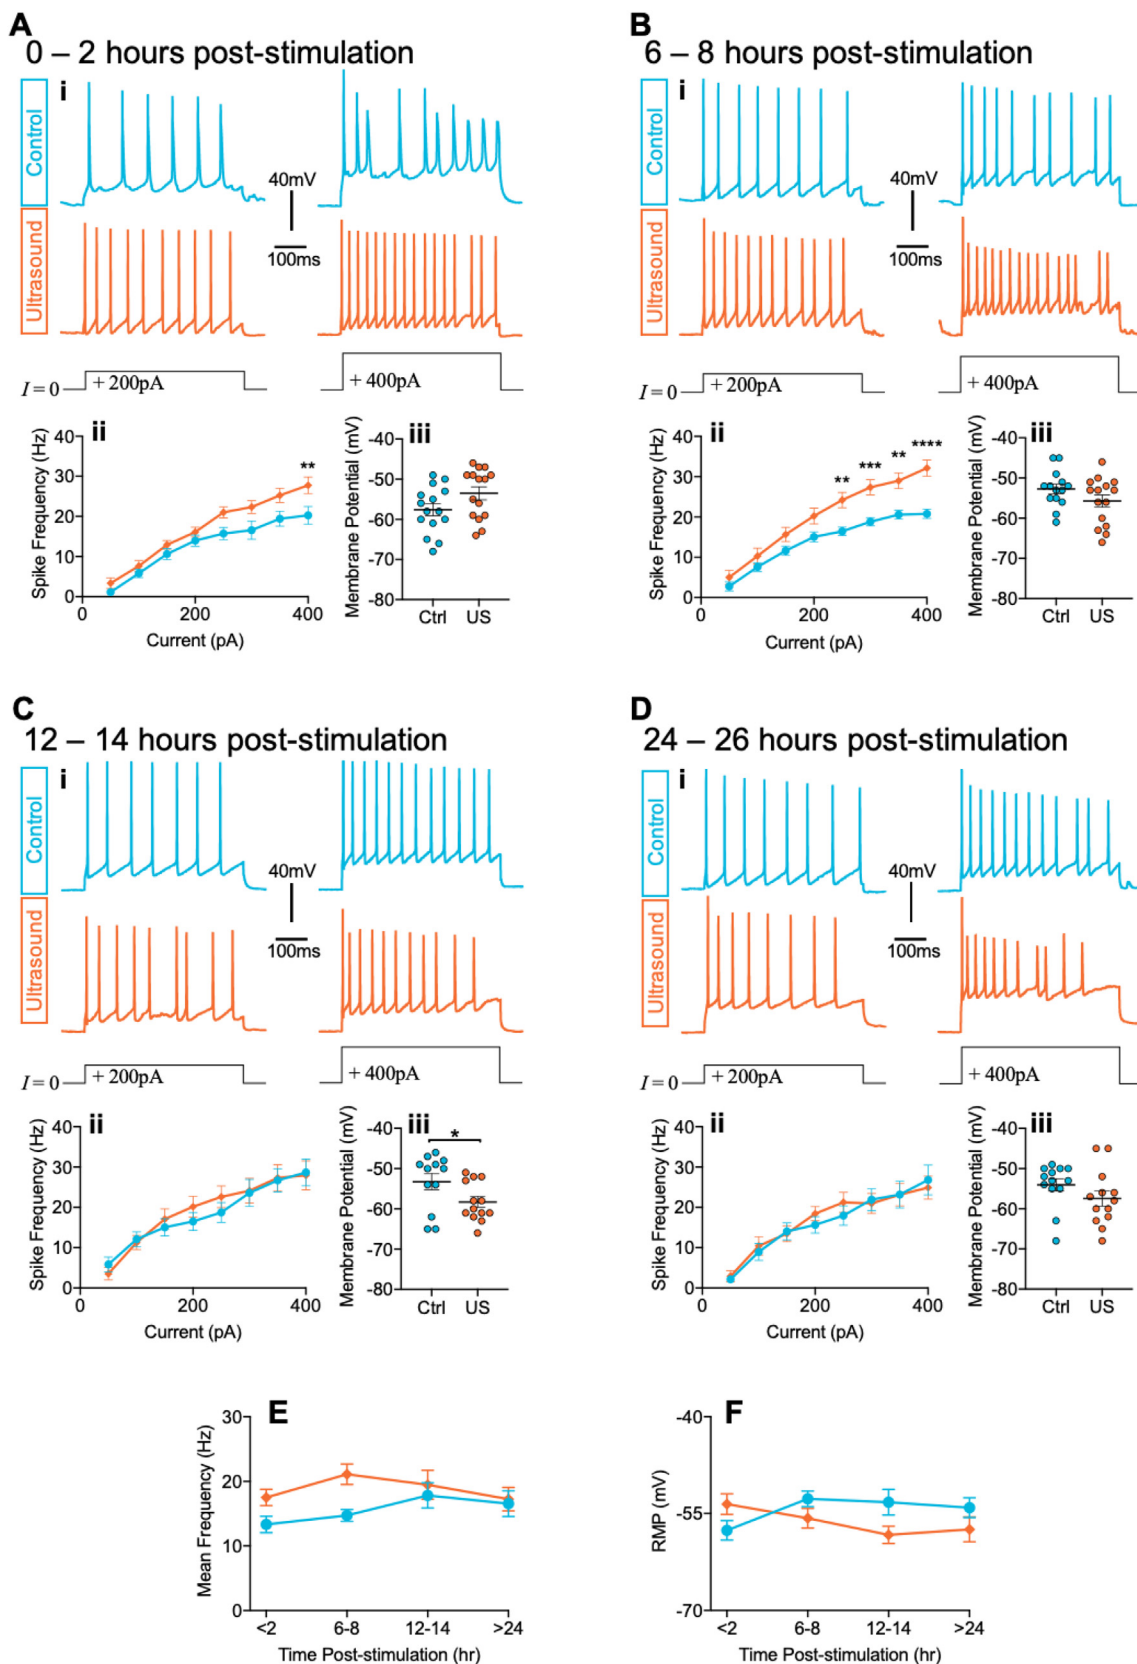 A
0 – 2 hours post-stimulation
i
Control
Ultrasound
40mV
100ms
I = 0
+ 200pA
+ 400pA
ii
Spike Frequency (Hz)
40
30
20
10
0
**
0
200
400
Current (pA)
iii
Membrane Potential (mV)
-40
-50
-60
-70
-80
Ctrl
US
B
6 – 8 hours post-stimulation
i
Control
Ultrasound
40mV
100ms
I = 0
+ 200pA
+ 400pA
ii
Spike Frequency (Hz)
40
30
20
10
0
**
***
**
****
0
200
400
Current (pA)
iii
Membrane Potential (mV)
-40
-50
-60
-70
-80
Ctrl
US
C
12 – 14 hours post-stimulation
i
Control
Ultrasound
40mV
100ms
I = 0
+ 200pA
+ 400pA
ii
Spike Frequency (Hz)
40
30
20
10
0
0
200
400
Current (pA)
iii
Membrane Potential (mV)
-40
-50
-60
-70
-80
*
Ctrl
US
D
24 – 26 hours post-stimulation
i
Control
Ultrasound
40mV
100ms
I = 0
+ 200pA
+ 400pA
ii
Spike Frequency (Hz)
40
30
20
10
0
0
200
400
Current (pA)
iii
Membrane Potential (mV)
-40
-50
-60
-70
-80
Ctrl
US
E
Mean Frequency (Hz)
30
20
10
0
<2
6-8
12-14
>24
Time Post-stimulation (hr)
F
RMP (mV)
-40
-55
-70
<2
6-8
12-14
>24
Time Post-stimulation (hr)